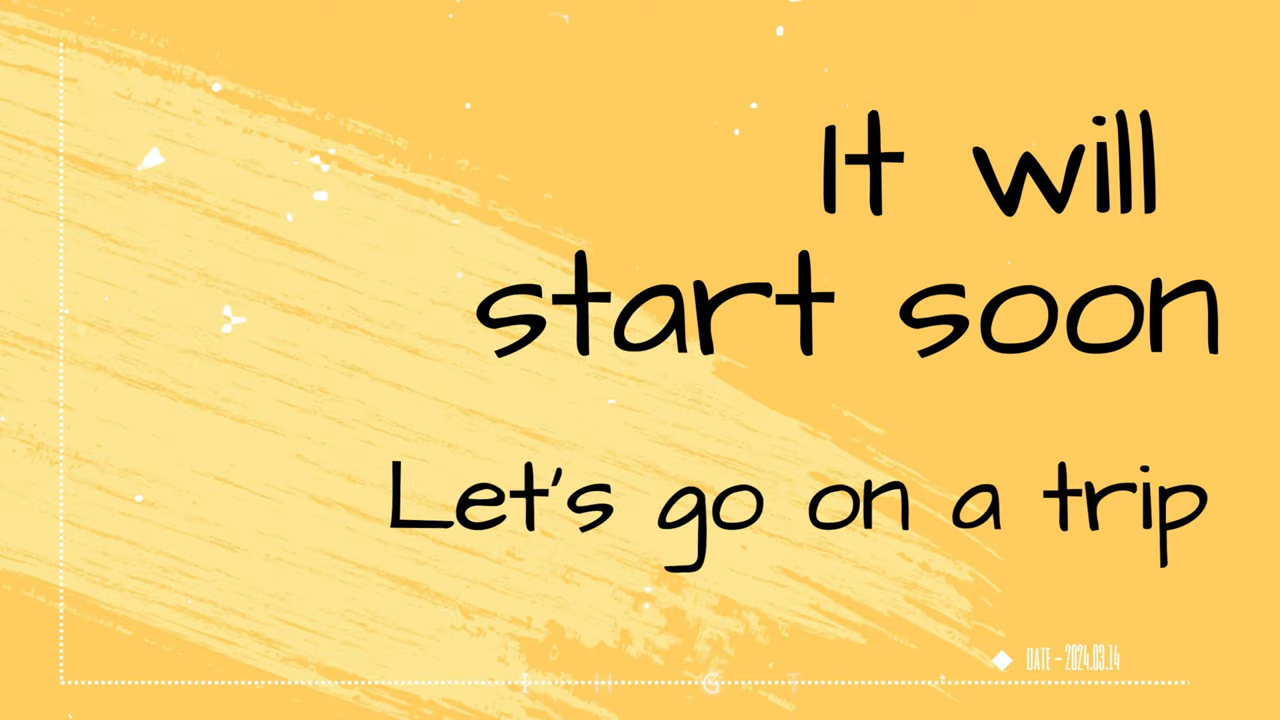 It will
start soon
Let's go on a trip
DATE - 2024.03.14